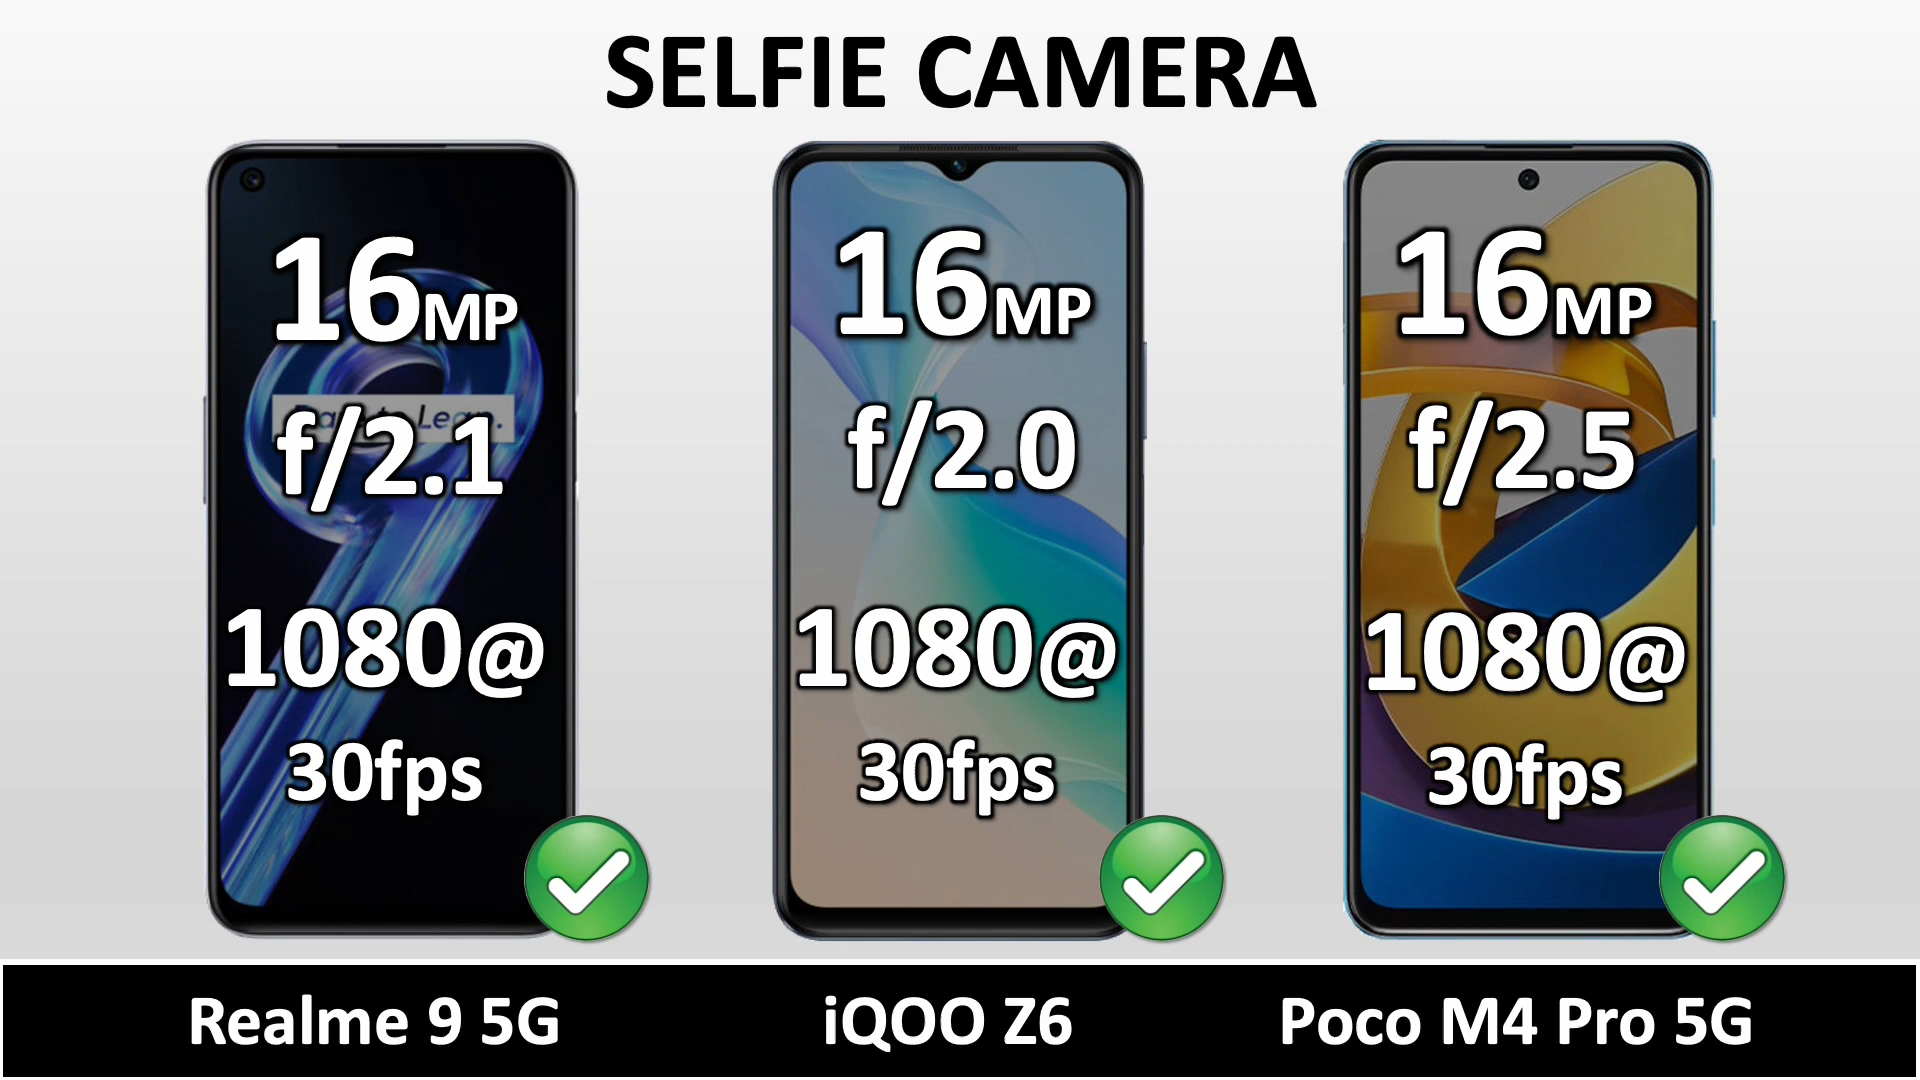 SELFIE CAMERA
16MP
f/2.1
1080@
30fps
16MP
f/2.0
1080@
30fps
16MP
f/2.5
1080@
30fps
Realme 9 5G
iQOO Z6
Poco M4 Pro 5G